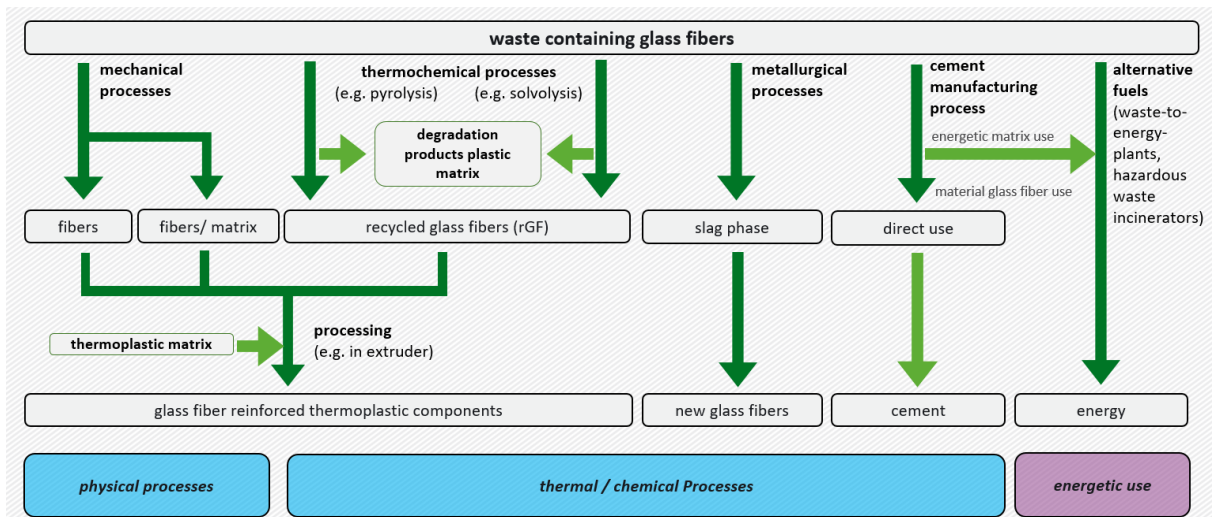 waste containing glass fibers
mechanical
processes
thermochemical processes
(e.g. pyrolysis) (e.g. solvolysis)
metallurgical
processes
cement
manufacturing
process
alternative
fuels
(waste-to-
energy-
plants,
hazardous
waste
incinerators)
degradation
products plastic
matrix
energetic matrix use
material glass fiber use
fibers
fibers/ matrix
recycled glass fibers (rGF)
slag phase
direct use
thermoplastic matrix
processing
(e.g. in extruder)
glass fiber reinforced thermoplastic components
new glass fibers
cement
energy
physical processes
thermal / chemical Processes
energetic use